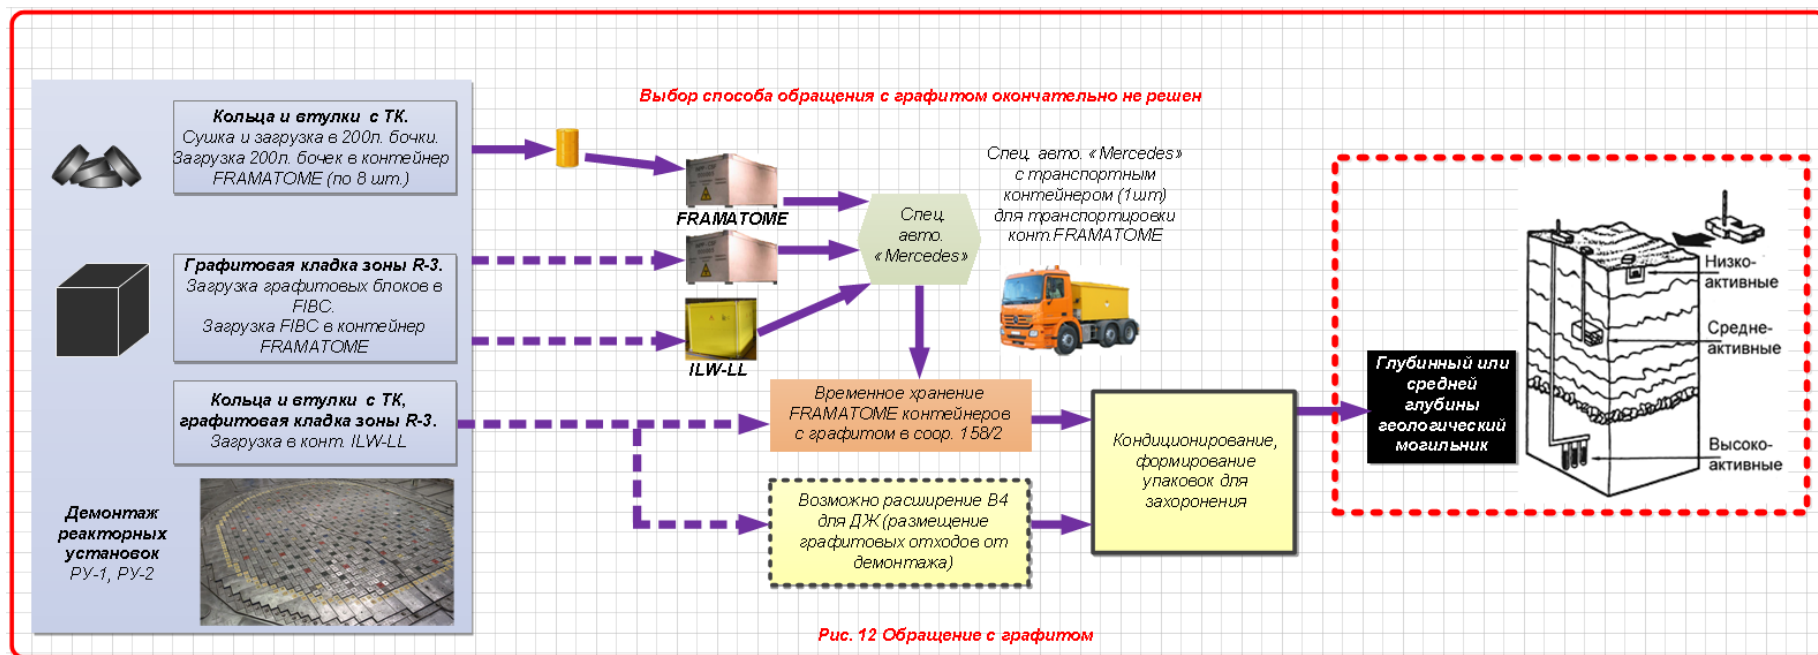 Выбор способа обращения с графитом окончательно не решен
Кольца и втулки с ТК.
Сушка и загрузка в 200л. бочки.
Загрузка 200л. бочек в контейнер
FRAMATOME (по 8 шт.)
FRAMATOME
Спец.
авто.
«Mercedes»
Спец. авто. «Mercedes»
с транспортным
контейнером (1шт)
для транспортировки
конт.FRAMATOME
Графитовая кладка зоны R-3.
Загрузка графитовых блоков в
FIBC.
Загрузка FIBC в контейнер
FRAMATOME
ILW-LL
Кольца и втулки с ТК,
графитовая кладка зоны R-3.
Загрузка в конт. ILW-LL
Временное хранение
FRAMATOME контейнеров
с графитом в соор. 158/2
Возможно расширение В4
для ДЖ (размещение
графитовых отходов от
демонтажа)
Кондиционирование,
формирование
упаковок для
захоронения
Глубинный или
средней
глубины
геологический
могильник
Низко-
активные
Средне-
активные
Высоко-
активные
Демонтаж
реакторных
установок
РУ-1, РУ-2
Рис. 12 Обращение с графитом